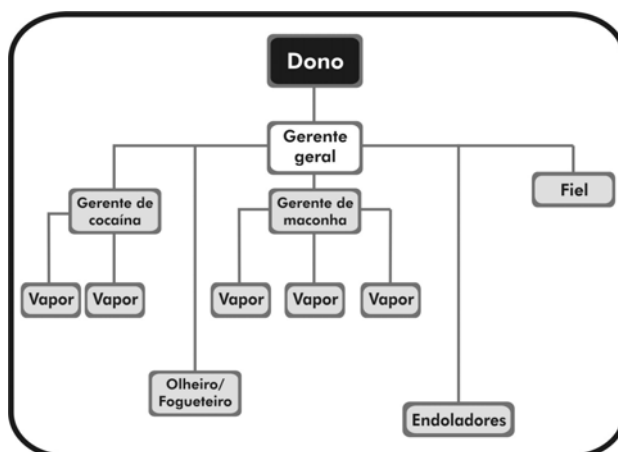 Dono
Gerente
geral
Fiel
Gerente de
cocaína
Gerente de
maconha
Vapor
Vapor
Vapor
Vapor
Vapor
Olheiro/
Fogueteiro
Endoladores